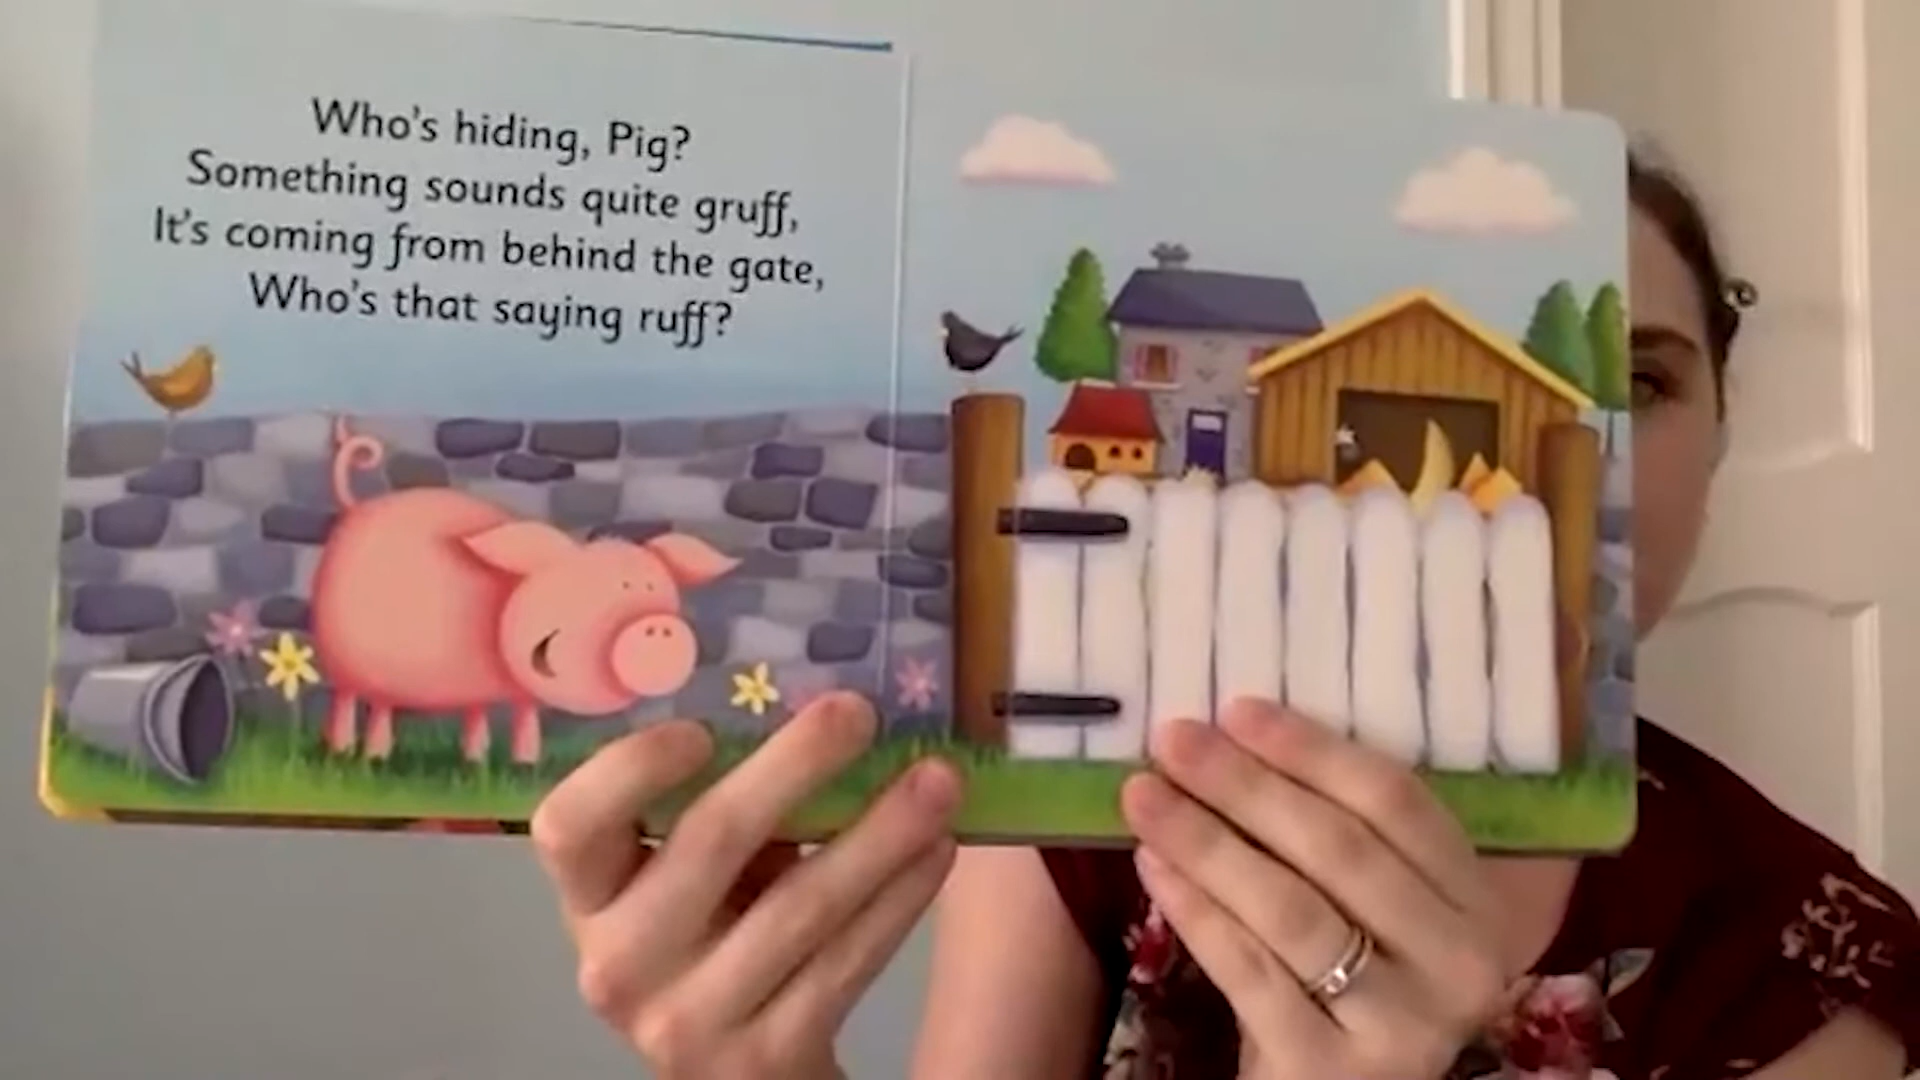 Who's hiding, Pig?
Something sounds quite gruff,
It's coming from behind the gate,
Who's that saying ruff?